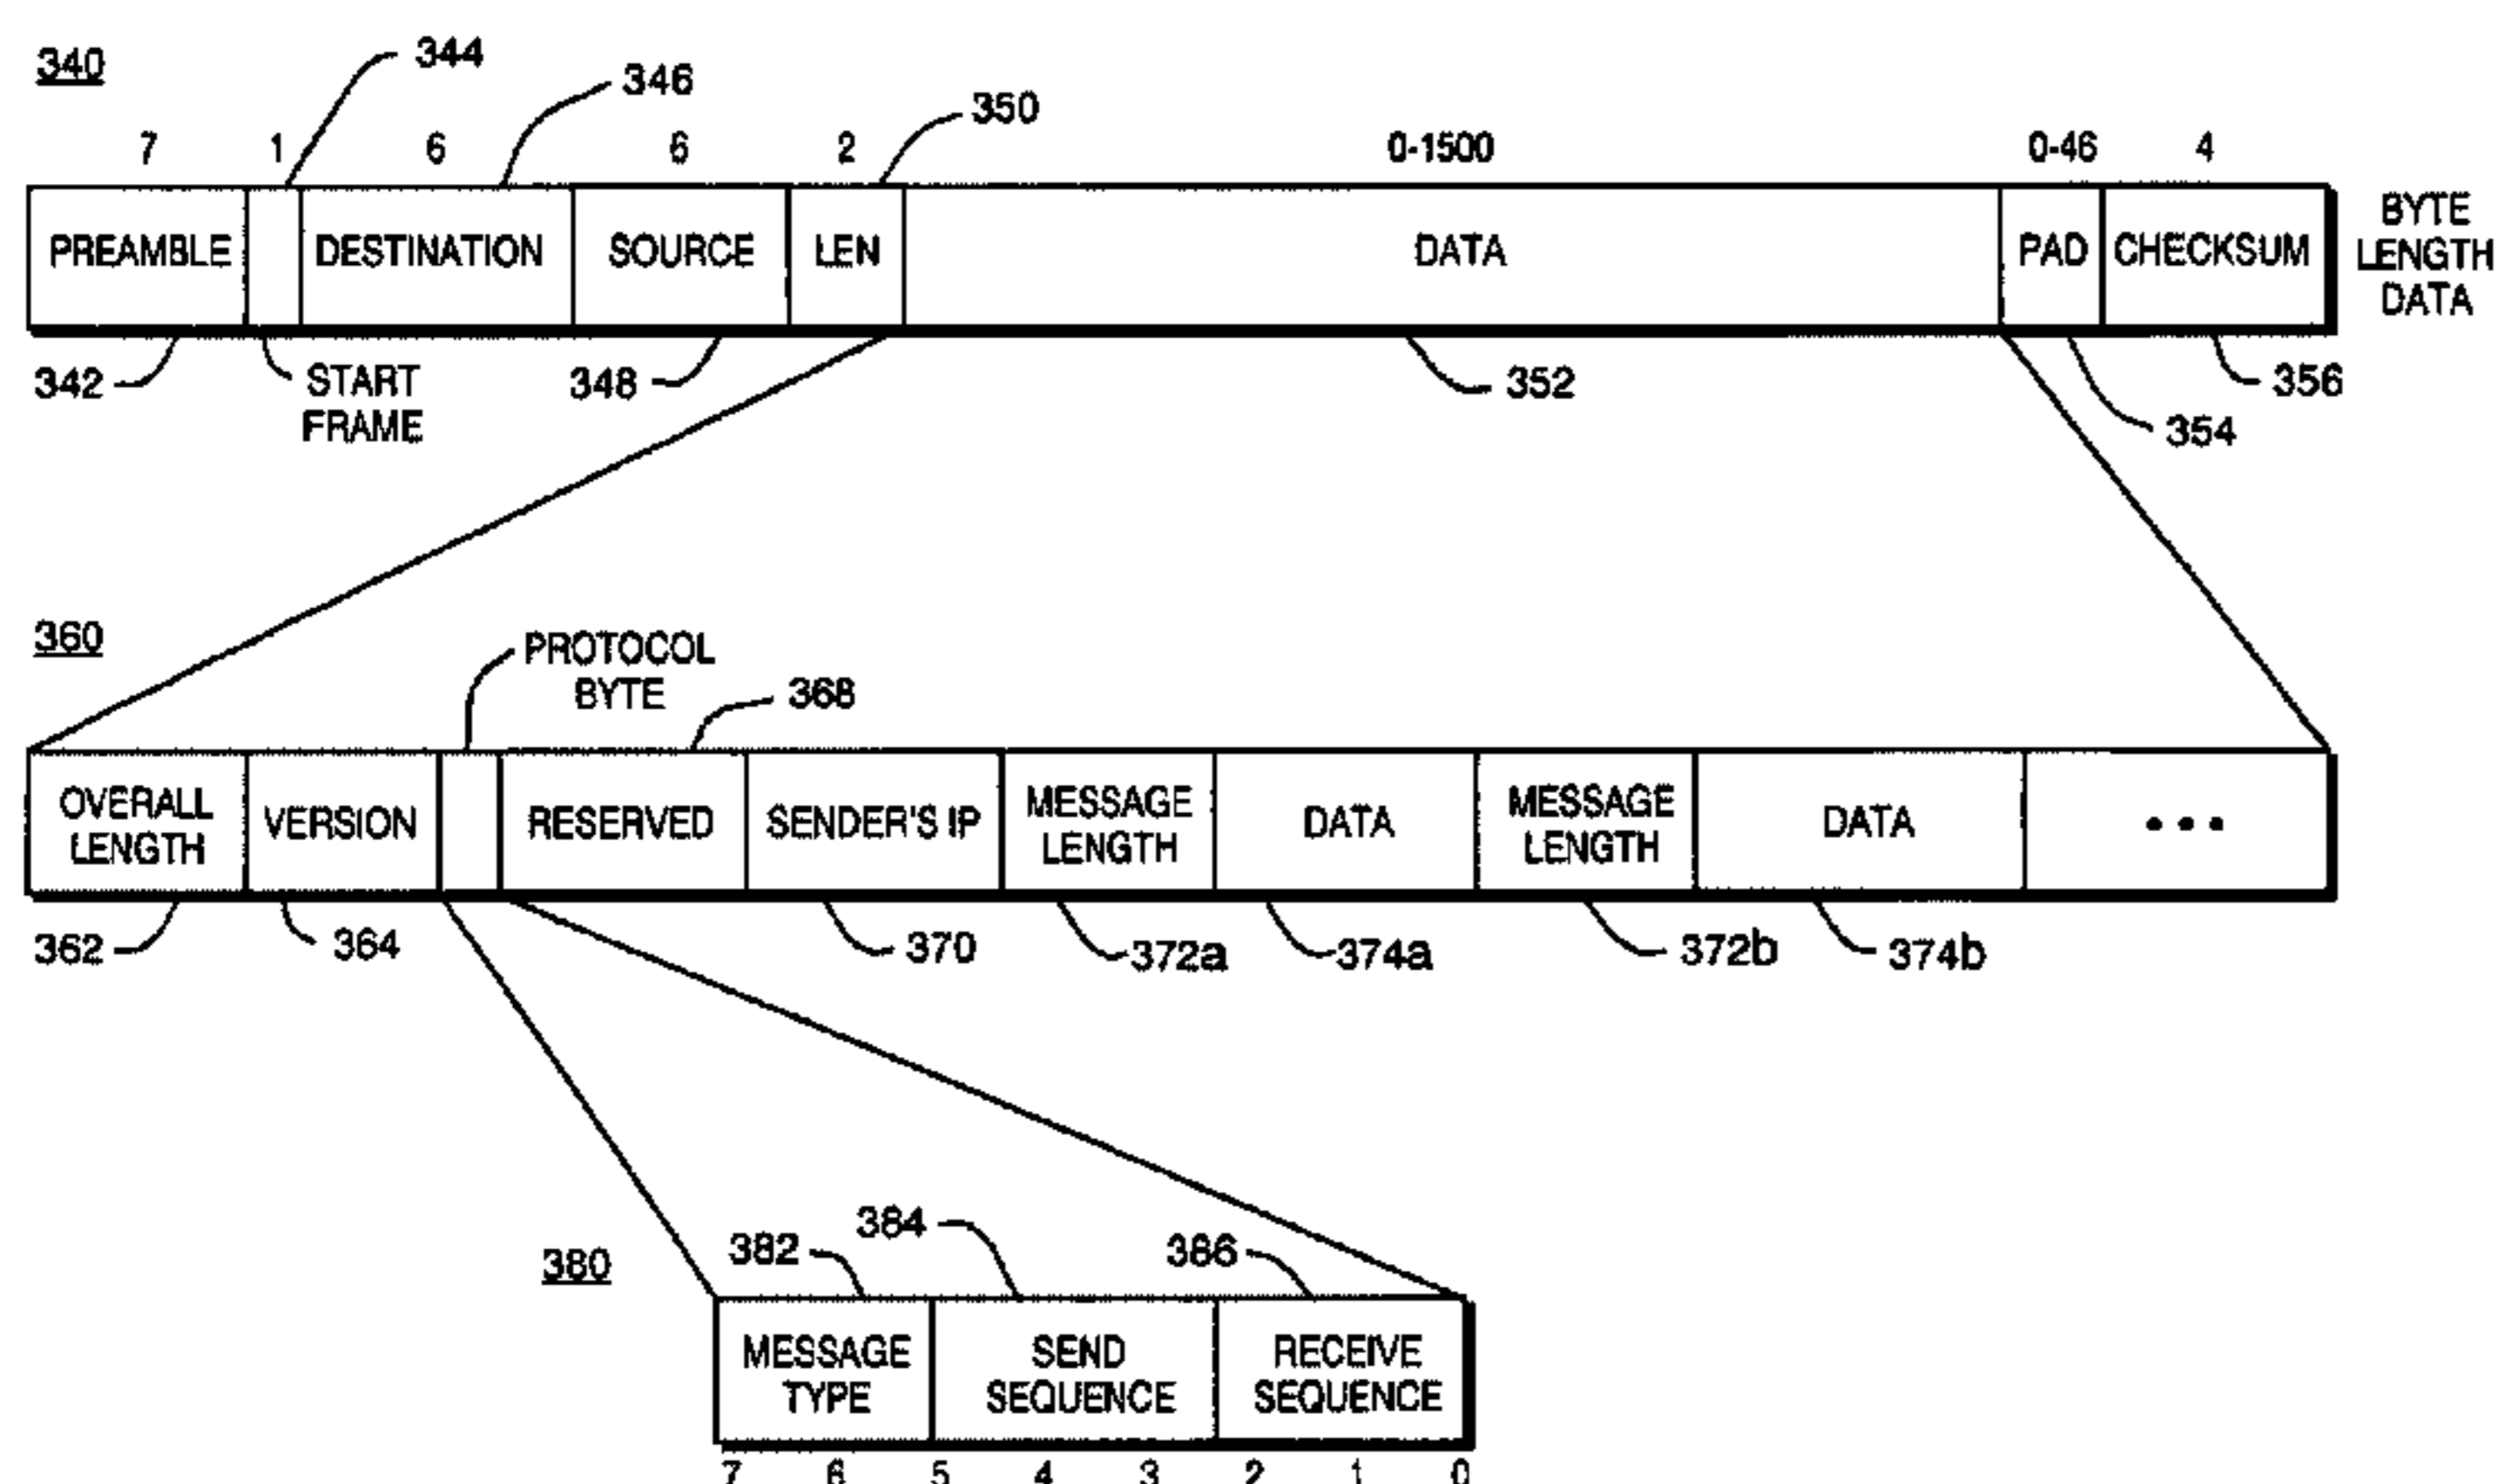 340
344
346
350
7 1 6 6 2 0-1500 0-46 4
PREAMBLE DESTINATION SOURCE LEN DATA PAD CHECKSUM
BYTE
LENGTH
DATA
342
START
FRAME
348
352
354
356
360
PROTOCOL
BYTE
368
OVERALL
LENGTH
VERSION
RESERVED
SENDER'S IP
MESSAGE
LENGTH
DATA
MESSAGE
LENGTH
DATA
•••
362
364
370
372a
374a
372b
374b
380
382
384
386
MESSAGE
TYPE
SEND
SEQUENCE
RECEIVE
SEQUENCE
7 6 5 4 3 2 1 0